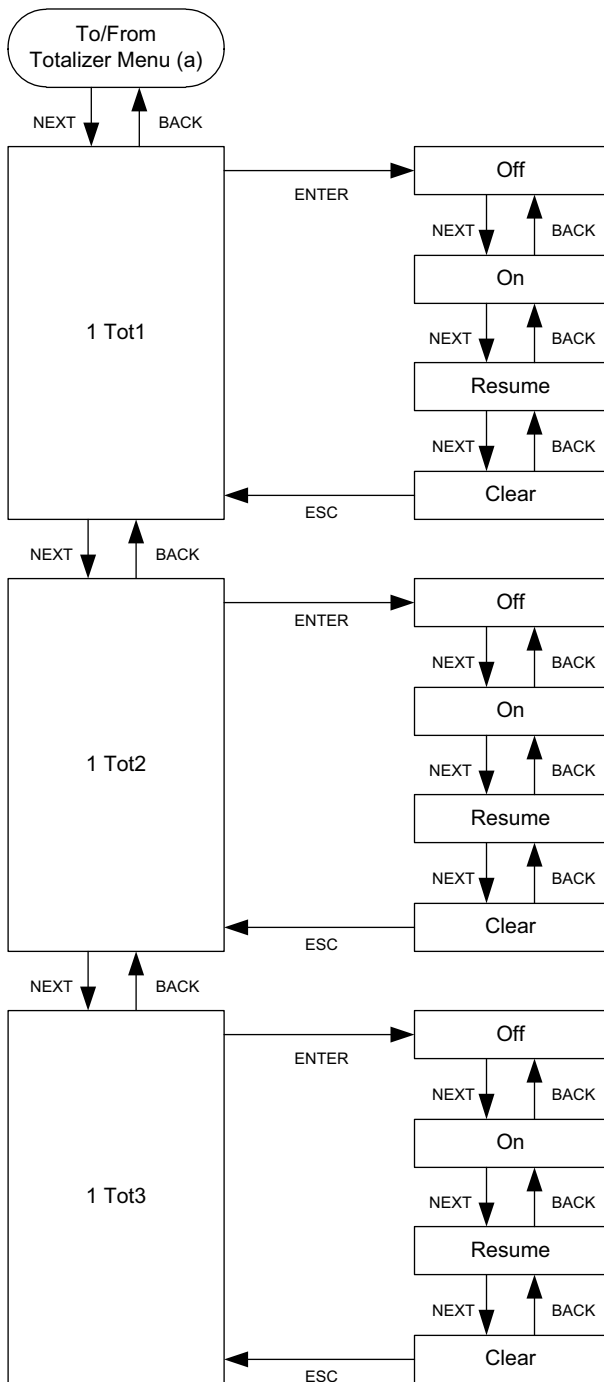 To/From
Totalizer Menu (a)
NEXT BACK
1 Tot1
ENTER
Off
NEXT BACK
On
NEXT BACK
Resume
NEXT BACK
Clear
ESC
NEXT BACK
1 Tot2
ENTER
Off
NEXT BACK
On
NEXT BACK
Resume
NEXT BACK
Clear
ESC
NEXT BACK
1 Tot3
ENTER
Off
NEXT BACK
On
NEXT BACK
Resume
NEXT BACK
Clear
ESC